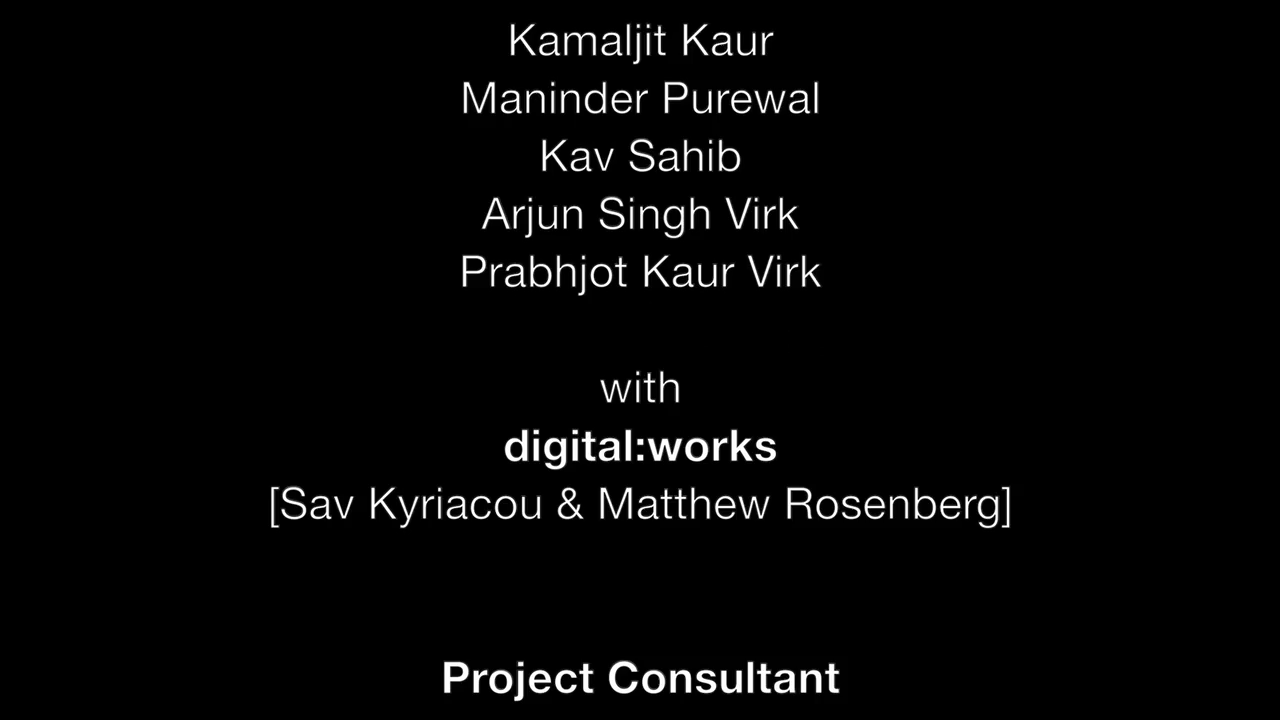 Kamaljit Kaur
Maninder Purewal
Kav Sahib
Arjun Singh Virk
Prabhjot Kaur Virk
with
digital:works
[Sav Kyriacou & Matthew Rosenberg]
Project Consultant